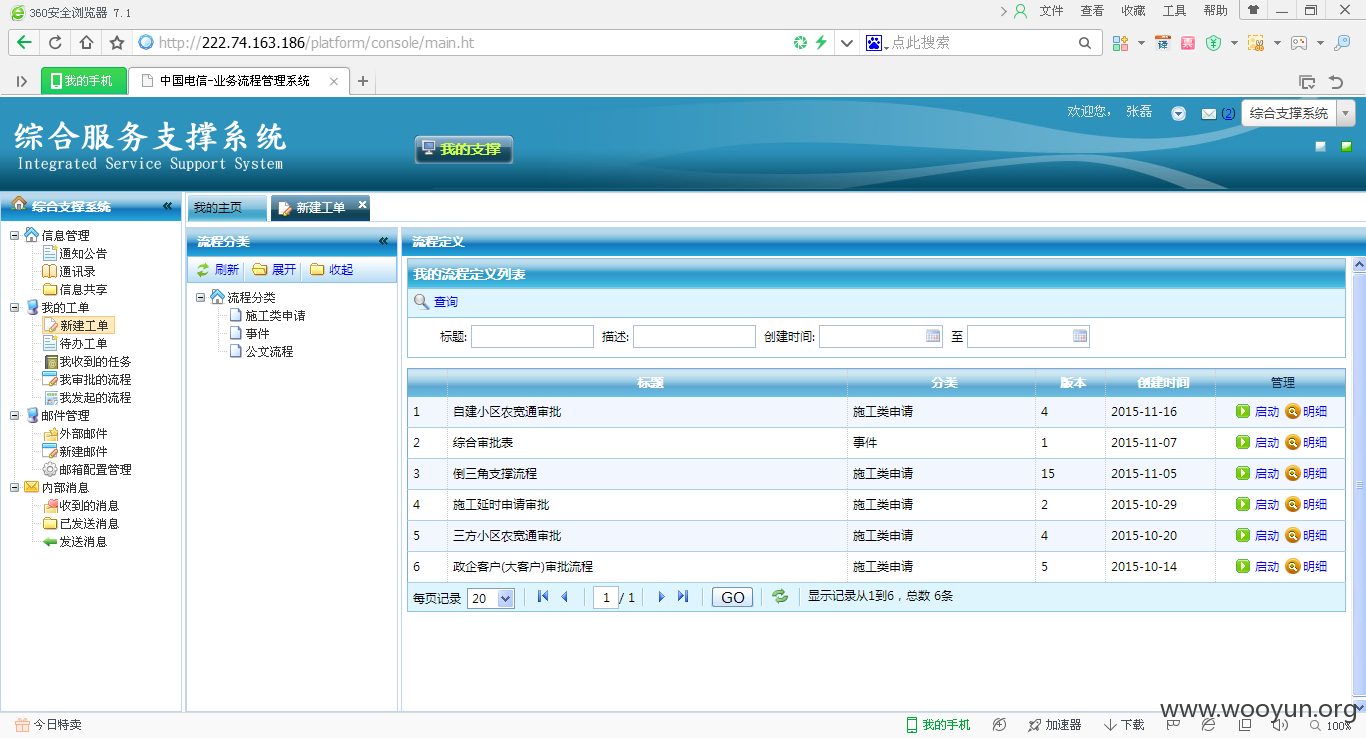 360安全浏览器 7.1
文件 查看 收藏 工具 帮助
http://222.74.163.186/platform/console/main.ht
点此搜索
我的手机
中国电信-业务流程管理系统
综合服务支撑系统
Integrated Service Support System
我的支撑
欢迎您， 张磊 (2) 综合支撑系统
综合支撑系统
信息管理
通知公告
通讯录
信息共享
我的工单
新建工单
待办工单
我收到的任务
我审批的流程
我发起的流程
邮件管理
外部邮件
新建邮件
邮箱配置管理
内部消息
收到的消息
已发送消息
发送消息
我的主页 新建工单
流程分类
刷新 展开 收起
流程分类
施工类申请
事件
公文流程
流程定义
我的流程定义列表
查询
标题: 描述: 创建时间: 至
标题 分类 版本 创建时间 管理
1 自建小区农宽通审批 施工类申请 4 2015-11-16 启动 明细
2 综合审批表 事件 1 2015-11-07 启动 明细
3 倒三角支撑流程 施工类申请 15 2015-11-05 启动 明细
4 施工延时申请审批 施工类申请 2 2015-10-29 启动 明细
5 三方小区农宽通审批 施工类申请 4 2015-10-20 启动 明细
6 政企客户(大客户)审批流程 施工类申请 5 2015-10-14 启动 明细
每页记录 20 1 / 1 GO 显示记录从1到6，总数 6条
www.wooyun.org
今日特卖
我的手机 加速器 下载 100%